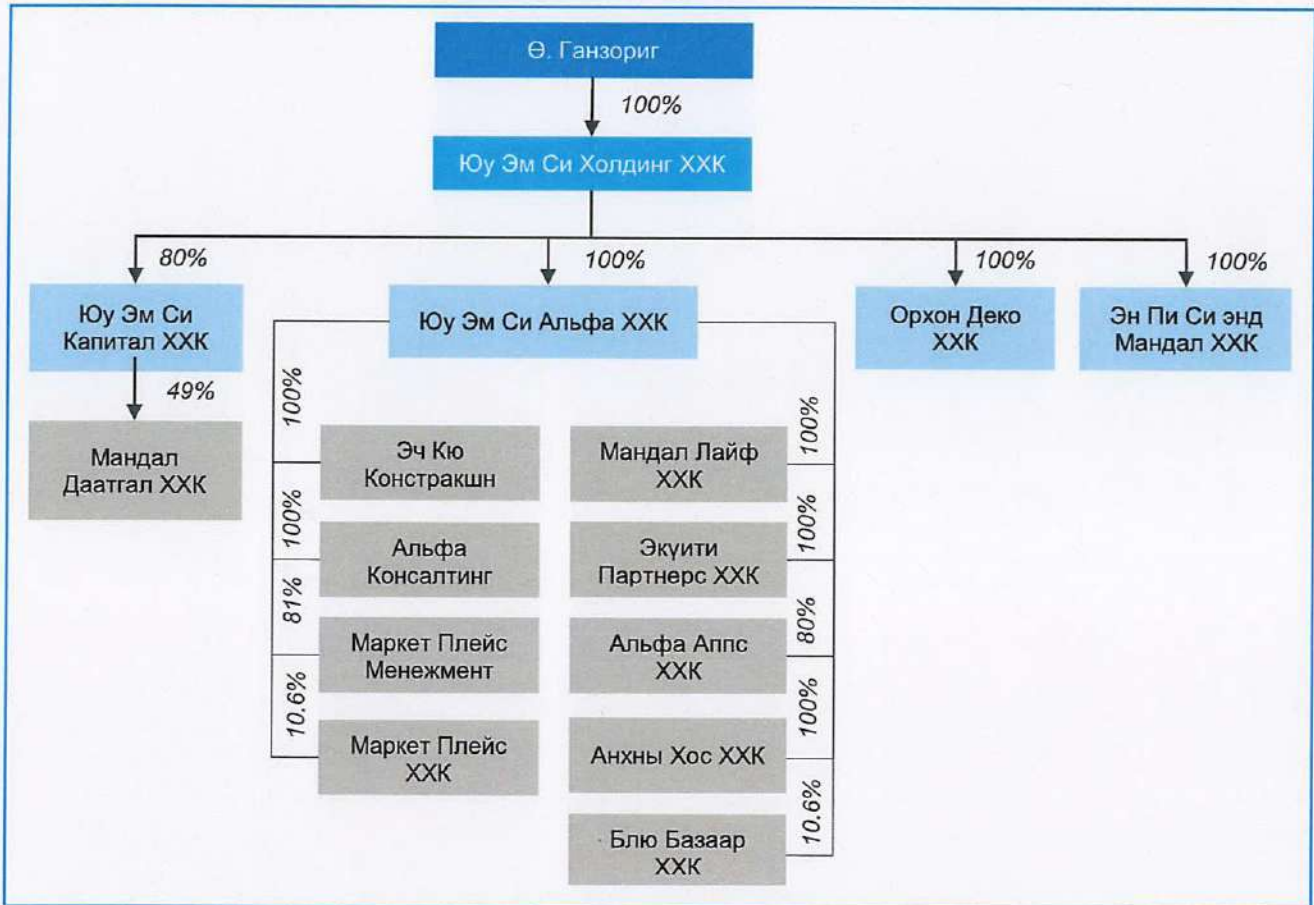 Ө. Ганзориг
100%
Юу Эм Си Холдинг ХХК
80%
100%
100%
100%
Юу Эм Си
Капитал ХХК
Юу Эм Си Альфа ХХК
Орхон Деко
ХХК
Эн Пи Си энд
Мандал ХХК
49%
Мандал
Даатгал ХХК
100%
Эч Кю
Констракшн
100%
Альфа
Консалтинг
81%
Маркет Плейс
Менежмент
10.6%
Маркет Плейс
ХХК
100%
Мандал Лайф
ХХК
100%
Экүити
Партнерс ХХК
80%
Альфа Аппс
ХХК
100%
Анхны Хос ХХК
10.6%
Блю Базаар
ХХК